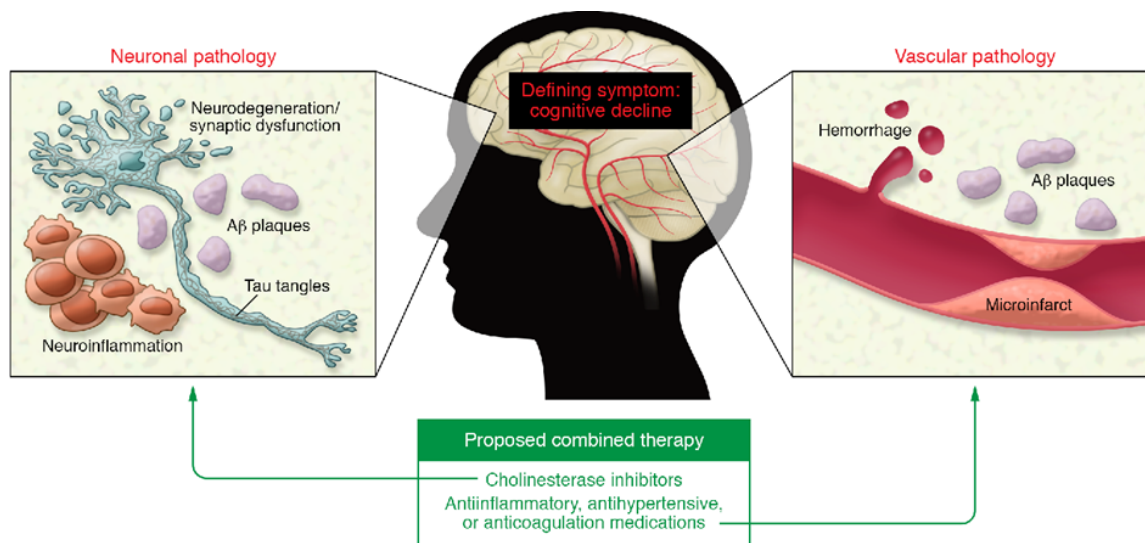 Neuronal pathology
Neurodegeneration/
synaptic dysfunction
Aβ plaques
Tau tangles
Neuroinflammation
Defining symptom:
cognitive decline
Vascular pathology
Hemorrhage
Aβ plaques
Microinfarct
Proposed combined therapy
Cholinesterase inhibitors
Antiinflammatory, antihypertensive,
or anticoagulation medications